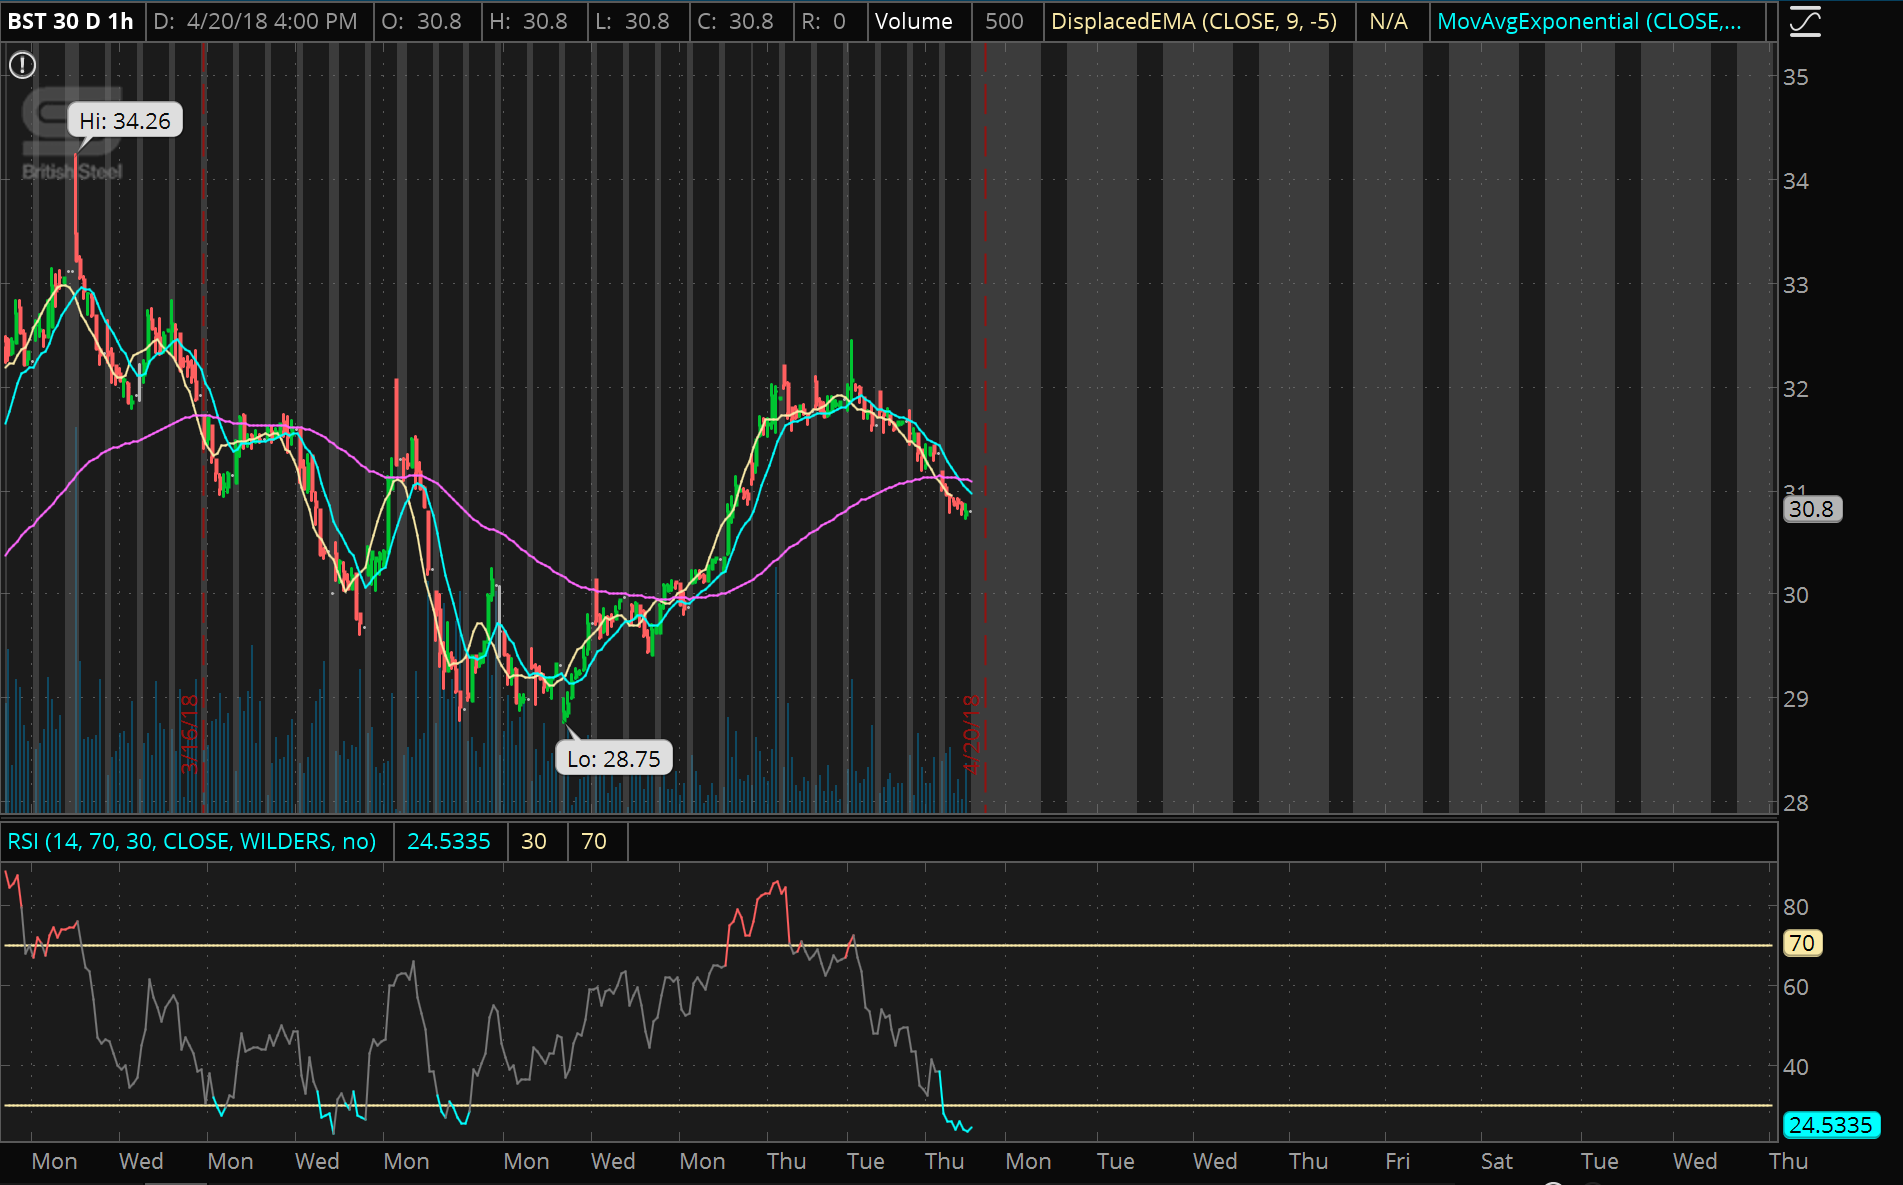 BST 30 D 1h D: 4/20/18 4:00 PM O: 30.8 H: 30.8 L: 30.8 C: 30.8 R: 0 Volume 500 DisplacedEMA (CLOSE, 9, -5) N/A MovAvgExponential (CLOSE,...
35
Hi: 34.26
British Steel
34
33
32
31
30.8
30
29
3/16/18
4/20/18
Lo: 28.75
28
RSI (14, 70, 30, CLOSE, WILDERS, no) 24.5335 30 70
80
70
60
40
24.5335
Mon Wed Mon Wed Mon Mon Wed Mon Thu Tue Thu Mon Tue Wed Thu Fri Sat Tue Wed Thu